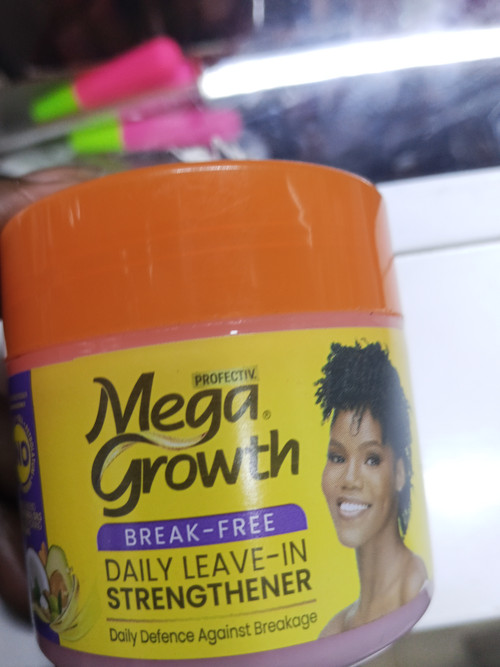 PROFECTIV.
Mega
Growth®
BREAK-FREE
DAILY LEAVE-IN
STRENGTHENER
Daily Defence Against Breakage